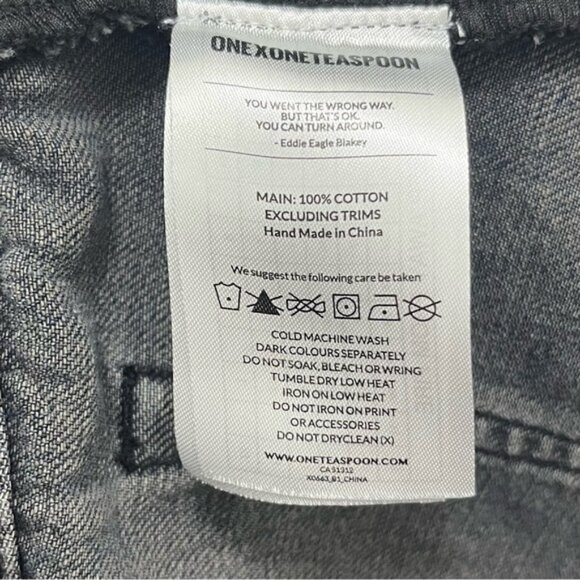 ONEXONETEASPOON
YOU WENT THE WRONG WAY.
BUT THAT'S OK.
YOU CAN TURN AROUND.
- Eddie Eagle Blakey
MAIN: 100% COTTON
EXCLUDING TRIMS
Hand Made in China
We suggest the following care be taken
COLD MACHINE WASH
DARK COLOURS SEPARATELY
DO NOT SOAK, BLEACH OR WRING
TUMBLE DRY LOW HEAT
IRON ON LOW HEAT
DO NOT IRON ON PRINT
OR ACCESSORIES
DO NOT DRYCLEAN (X)
WWW.ONETEASPOON.COM
CA 51312
X0663_B1_CHINA